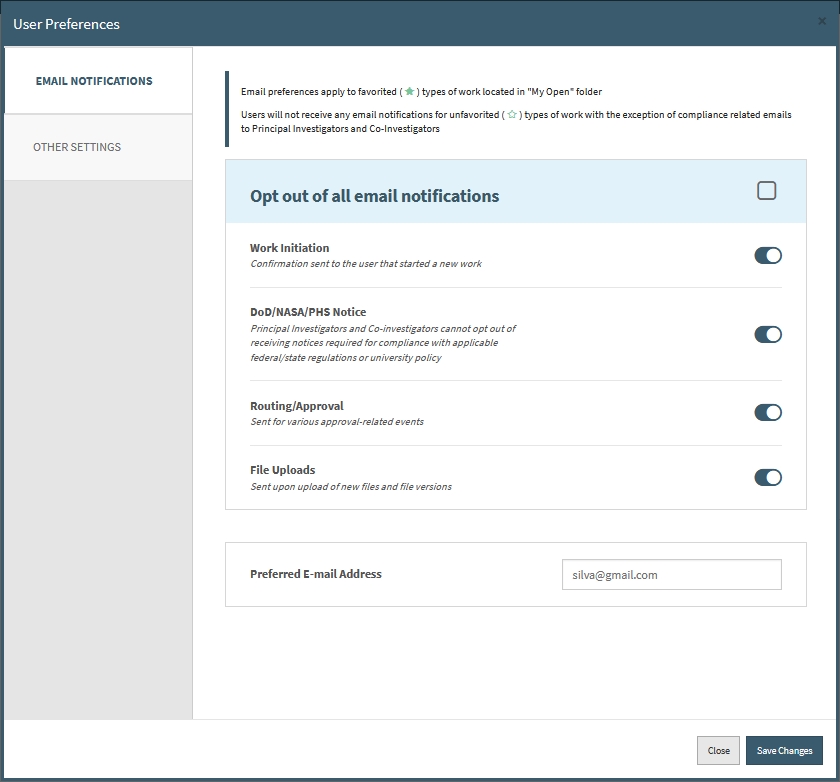 User Preferences
×
EMAIL NOTIFICATIONS
OTHER SETTINGS
Email preferences apply to favorited ( ★ ) types of work located in "My Open" folder
Users will not receive any email notifications for unfavorited ( ☆ ) types of work with the exception of compliance related emails
to Principal Investigators and Co-Investigators
Opt out of all email notifications
Work Initiation
Confirmation sent to the user that started a new work
DoD/NASA/PHS Notice
Principal Investigators and Co-investigators cannot opt out of
receiving notices required for compliance with applicable
federal/state regulations or university policy
Routing/Approval
Sent for various approval-related events
File Uploads
Sent upon upload of new files and file versions
Preferred E-mail Address
silva@gmail.com
Close
Save Changes